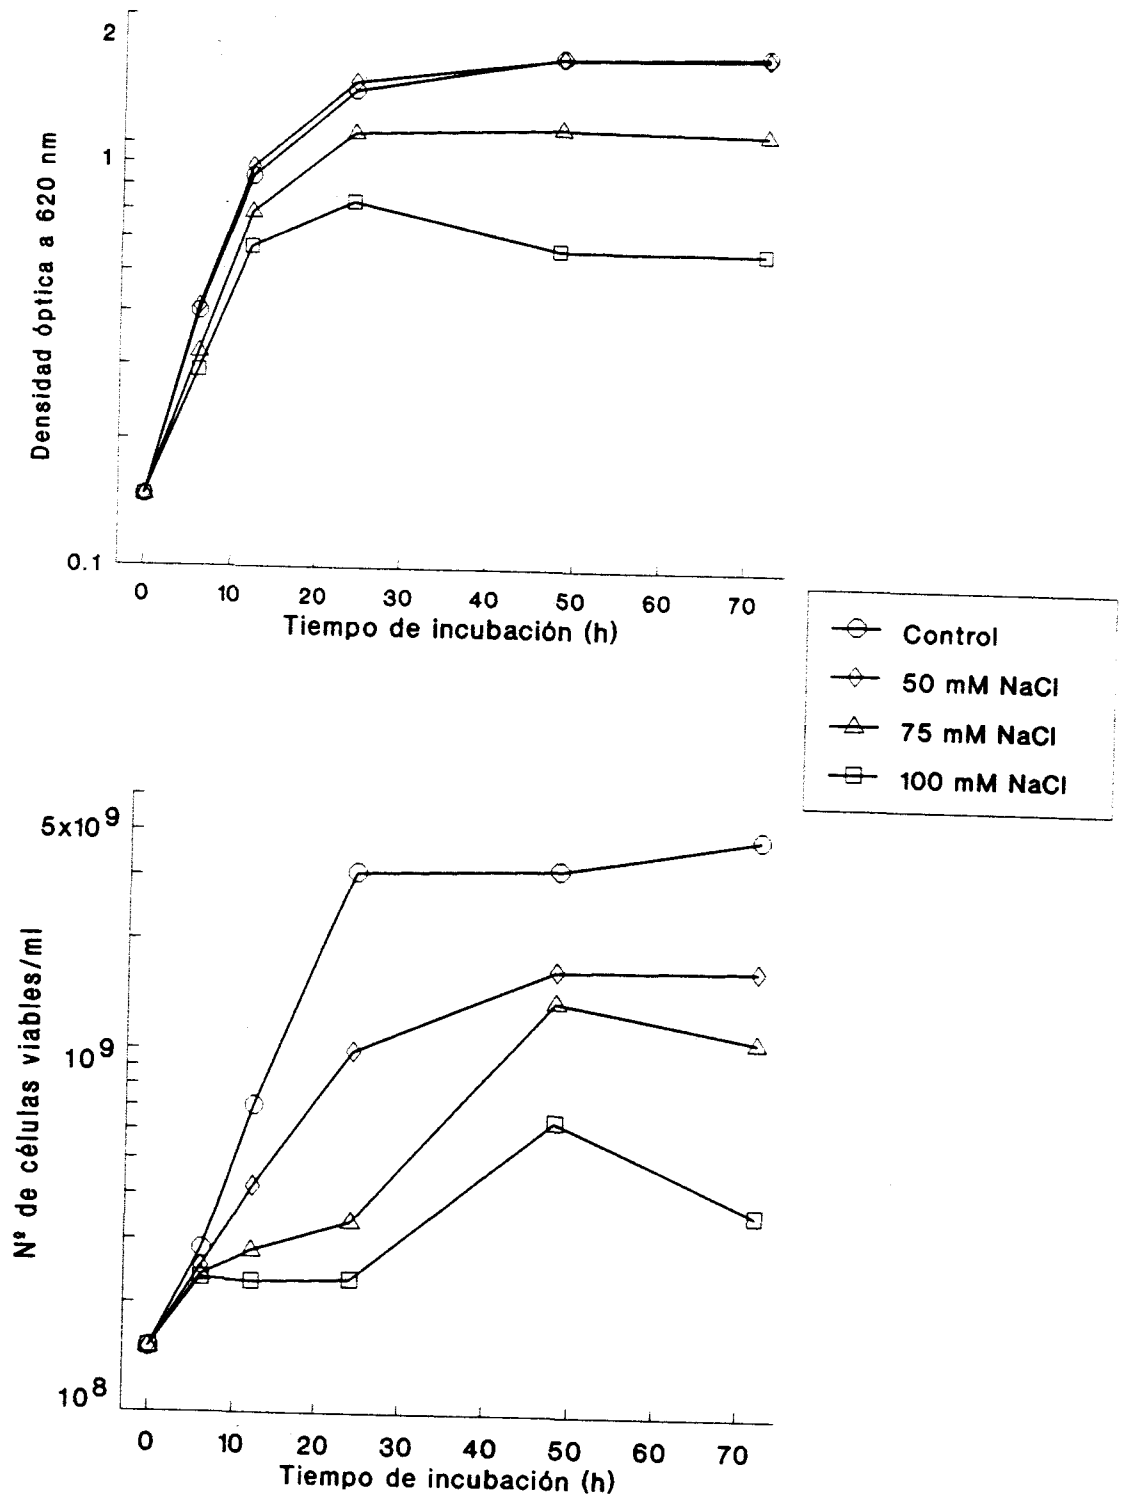 2
1
0.1
Densidad óptica a 620 nm
0 10 20 30 40 50 60 70
Tiempo de incubación (h)
Control
50 mM NaCl
75 mM NaCl
100 mM NaCl
5x10⁹
10⁹
10⁸
Nº de células viables/ml
0 10 20 30 40 50 60 70
Tiempo de incubación (h)